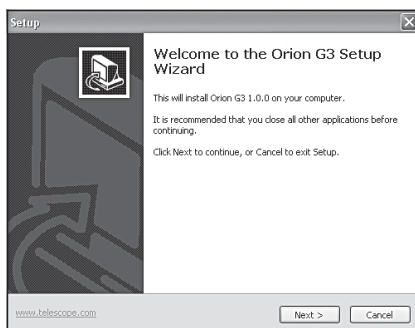 Setup
Welcome to the Orion G3 Setup
Wizard
This will install Orion G3 1.0.0 on your computer.
It is recommended that you close all other applications before
continuing.
Click Next to continue, or Cancel to exit Setup.
www.telescope.com
Next >
Cancel